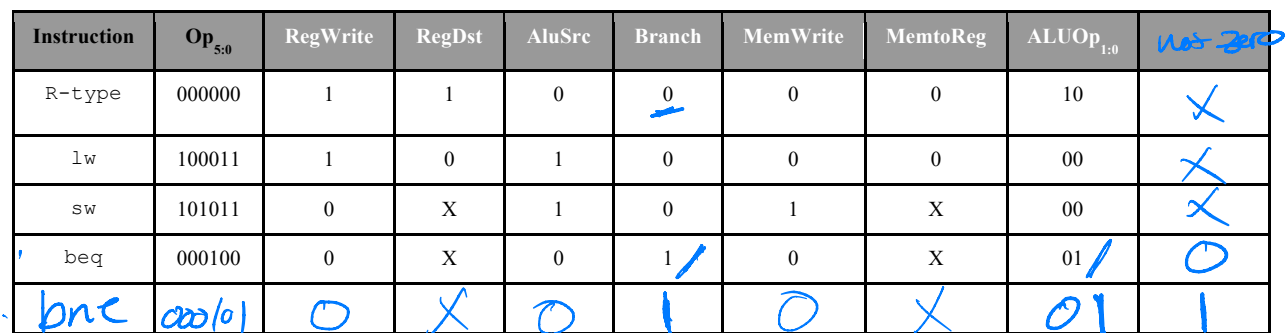 Instruction Op5:0 RegWrite RegDst AluSrc Branch MemWrite MemtoReg ALUOp1:0 not zero
R-type 000000 1 1 0 0 0 0 10 X
lw 100011 1 0 1 0 0 0 00 X
sw 101011 0 X 1 0 1 X 00 X
beq 000100 0 X 0 1 0 X 01 0
bne 000101 0 X 0 1 0 X 01 1